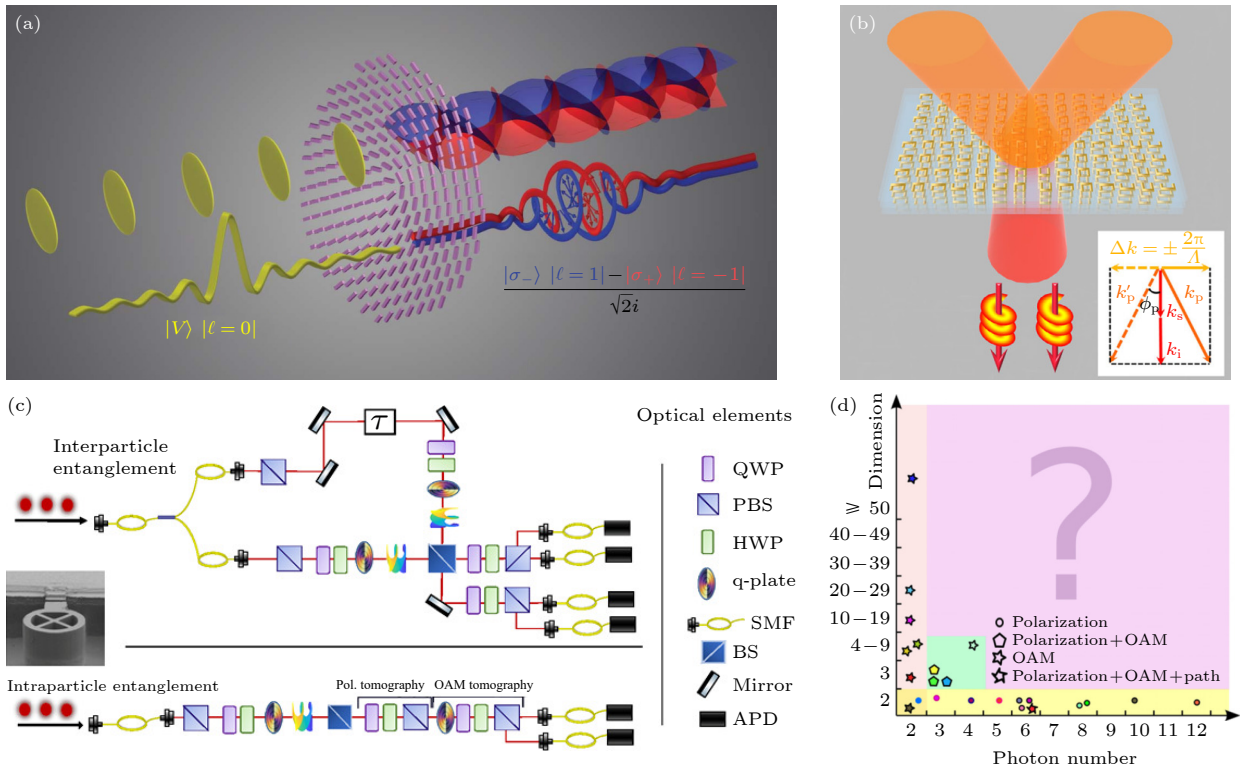 (a)
|V⟩ |ℓ=0|
|σ−⟩ |ℓ=1|−|σ+⟩ |ℓ=−1|
√2i
(b)
Δk = ± 2π
Λ
k′p
ϕp
kp
ks
ki
(c)
Interparticle
entanglement
τ
Optical elements
QWP
PBS
HWP
q-plate
SMF
BS
Mirror
APD
Intraparticle entanglement
Pol. tomography
OAM tomography
(d)
Dimension
⩾ 50
40−49
30−39
20−29
10−19
4−9
3
2
?
Polarization
Polarization+OAM
OAM
Polarization+OAM+path
2 3 4 5 6 7 8 9 10 11 12
Photon number